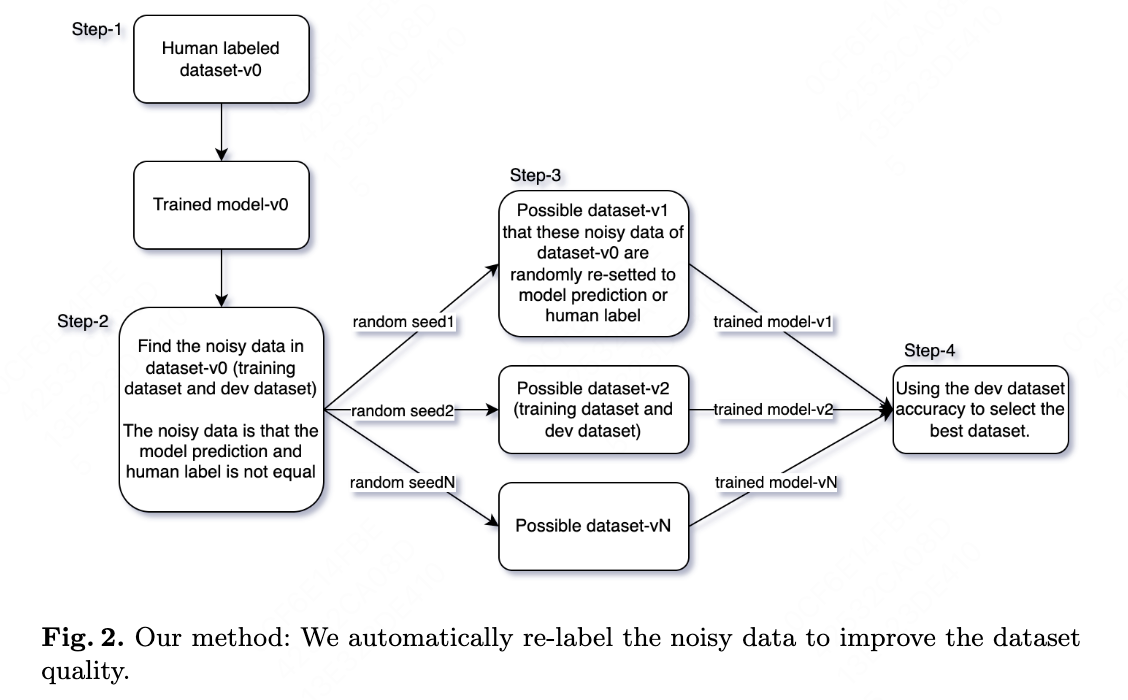 Step-1
Human labeled
dataset-v0
Trained model-v0
Step-2
Find the noisy data in
dataset-v0 (training
dataset and dev dataset)
The noisy data is that the
model prediction and
human label is not equal
random seed1
random seed2
random seedN
Step-3
Possible dataset-v1
that these noisy data of
dataset-v0 are
randomly re-setted to
model prediction or
human label
Possible dataset-v2
(training dataset and
dev dataset)
Possible dataset-vN
trained model-v1
trained model-v2
trained model-vN
Step-4
Using the dev dataset
accuracy to select the
best dataset.
Fig. 2. Our method: We automatically re-label the noisy data to improve the dataset
quality.